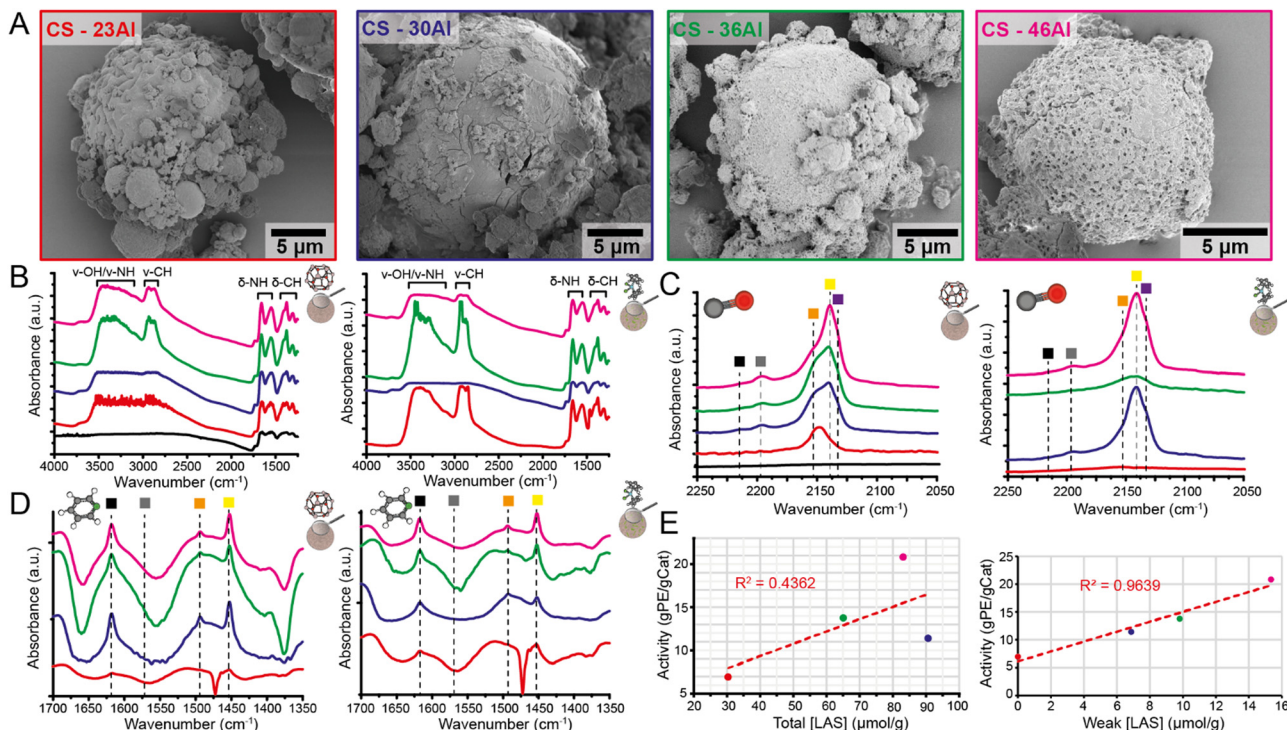 A
CS - 23Al
CS - 30Al
CS - 36Al
CS - 46Al
5 µm
5 µm
5 µm
5 µm
B
ν-OH/ν-NH
ν-CH
δ-NH
δ-CH
Absorbance (a.u.)
4000 3500 3000 2500 2000 1500
Wavenumber (cm⁻¹)
ν-OH/ν-NH
ν-CH
δ-NH
δ-CH
Absorbance (a.u.)
4000 3500 3000 2500 2000 1500
Wavenumber (cm⁻¹)
C
Absorbance (a.u.)
2250 2200 2150 2100 2050
Wavenumber (cm⁻¹)
Absorbance (a.u.)
2250 2200 2150 2100 2050
Wavenumber (cm⁻¹)
D
Absorbance (a.u.)
1700 1650 1600 1550 1500 1450 1400 1350
Wavenumber (cm⁻¹)
Absorbance (a.u.)
1700 1650 1600 1550 1500 1450 1400 1350
Wavenumber (cm⁻¹)
E
Activity (gPE/gCat)
20
15
10
5
R² = 0.4362
20 30 40 50 60 70 80 90 100
Total [LAS] (µmol/g)
Activity (gPE/gCat)
25
20
15
10
5
0
R² = 0.9639
0 2 4 6 8 10 12 14 16
Weak [LAS] (µmol/g)